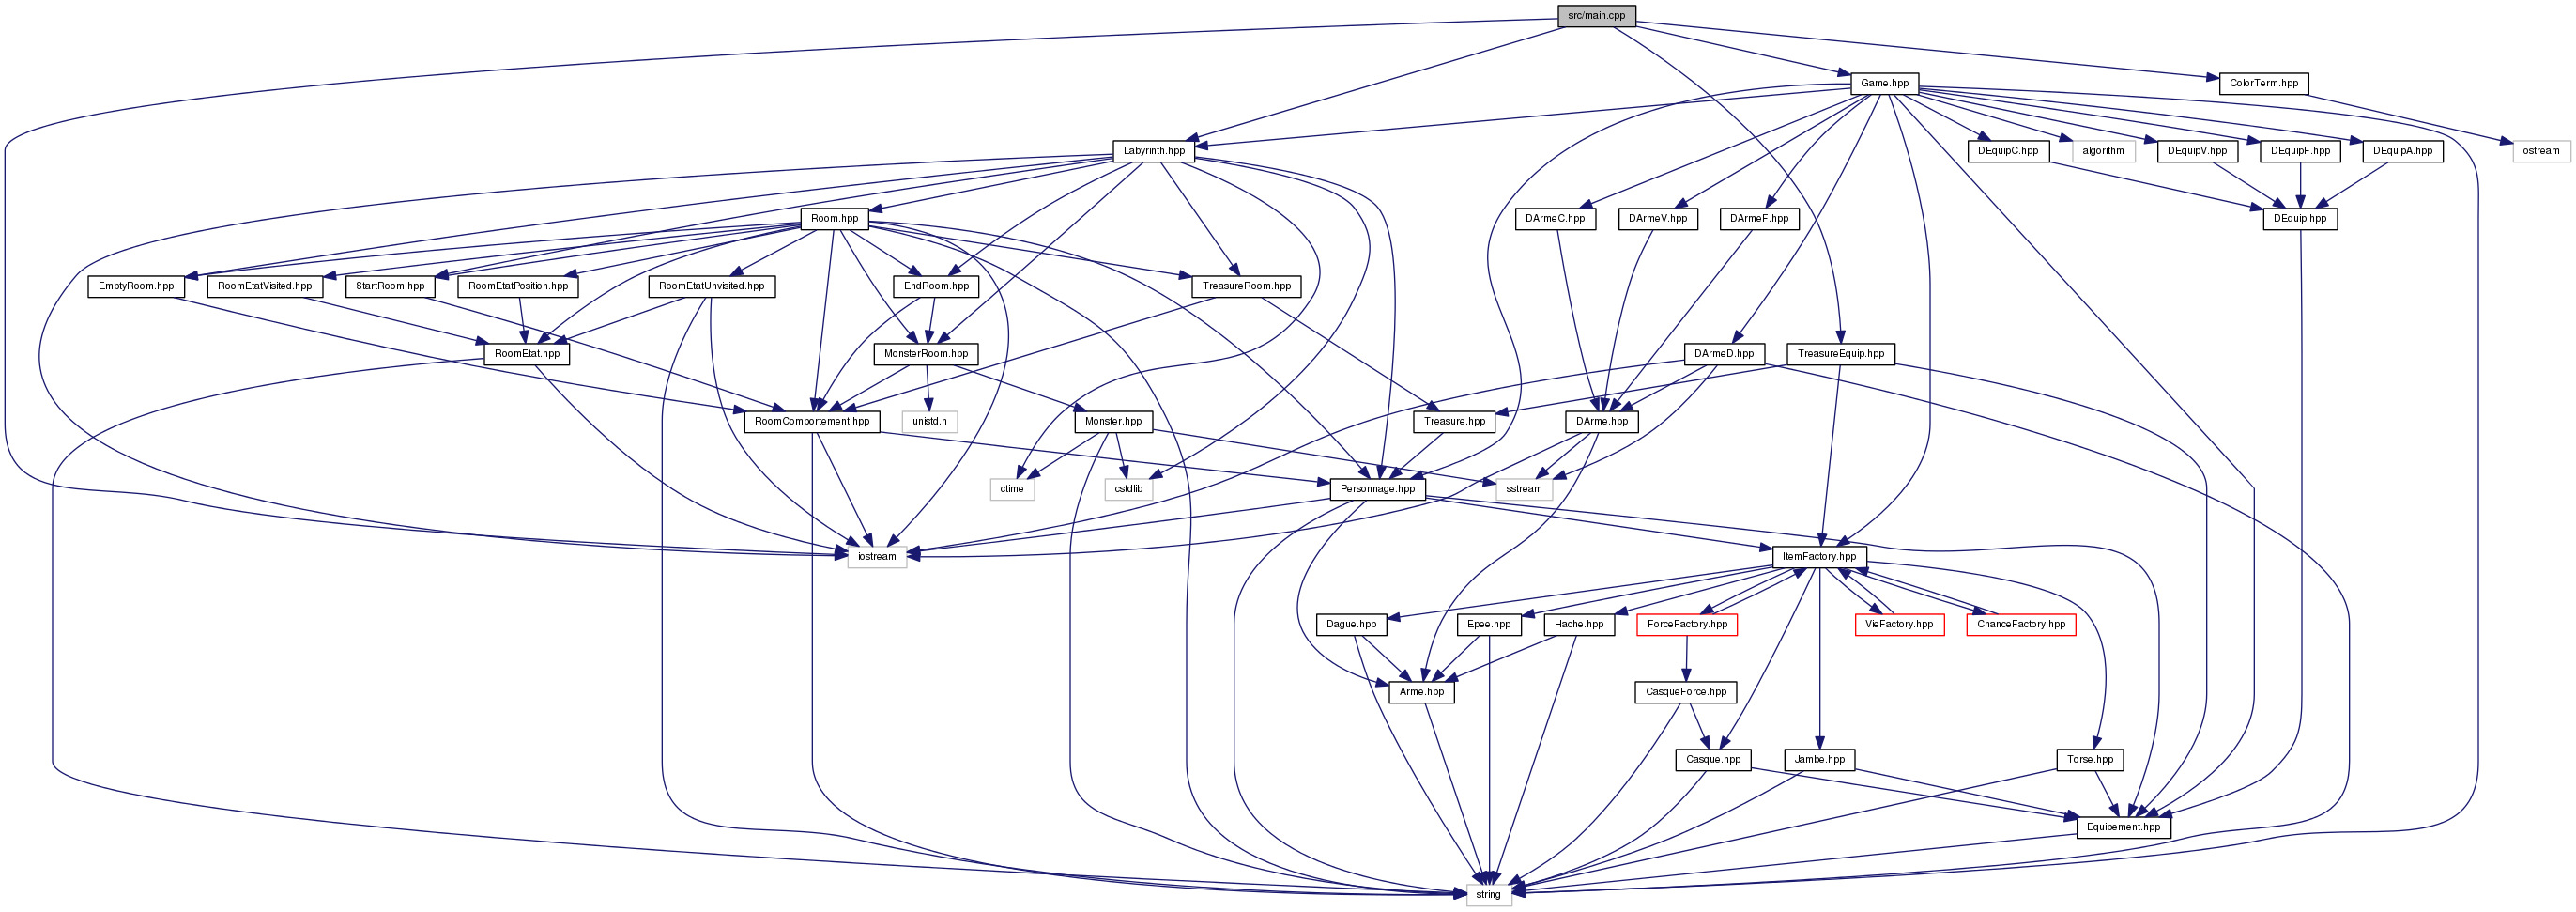 src/main.cpp
Game.hpp
ColorTerm.hpp
Labyrinth.hpp
DEquipC.hpp
algorithm
DEquipV.hpp
DEquipF.hpp
DEquipA.hpp
ostream
Room.hpp
DArmeC.hpp
DArmeV.hpp
DArmeF.hpp
DEquip.hpp
EmptyRoom.hpp
RoomEtatVisited.hpp
StartRoom.hpp
RoomEtatPosition.hpp
RoomEtatUnvisited.hpp
EndRoom.hpp
TreasureRoom.hpp
RoomEtat.hpp
MonsterRoom.hpp
DArmeD.hpp
TreasureEquip.hpp
RoomComportement.hpp
unistd.h
Monster.hpp
Treasure.hpp
DArme.hpp
ctime
cstdlib
Personnage.hpp
sstream
iostream
ItemFactory.hpp
Dague.hpp
Epee.hpp
Hache.hpp
ForceFactory.hpp
VieFactory.hpp
ChanceFactory.hpp
Arme.hpp
CasqueForce.hpp
Casque.hpp
Jambe.hpp
Torse.hpp
Equipement.hpp
string